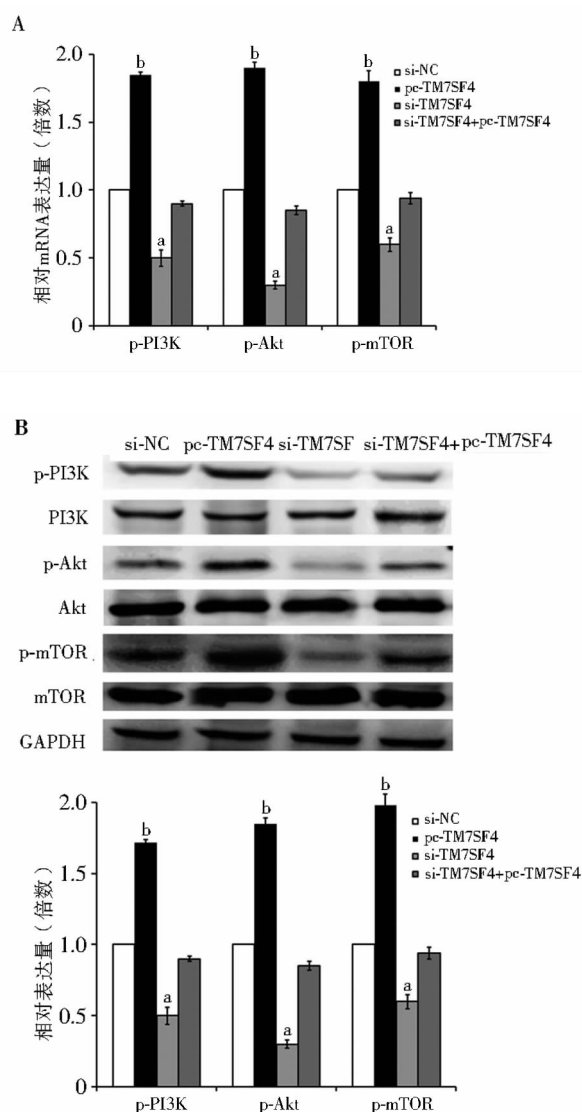 A
相对mRNA表达量（倍数）
2.0
1.5
1.0
0.5
0
b
a
b
a
b
a
p-PI3K
p-Akt
p-mTOR
si-NC
pc-TM7SF4
si-TM7SF4
si-TM7SF4+pc-TM7SF4
B
si-NC pc-TM7SF4 si-TM7SF si-TM7SF4+pc-TM7SF4
p-PI3K
PI3K
p-Akt
Akt
p-mTOR
mTOR
GAPDH
相对表达量（倍数）
2.0
1.5
1.0
0.5
0
b
a
b
a
b
a
p-PI3K
p-Akt
p-mTOR
si-NC
pc-TM7SF4
si-TM7SF4
si-TM7SF4+pc-TM7SF4